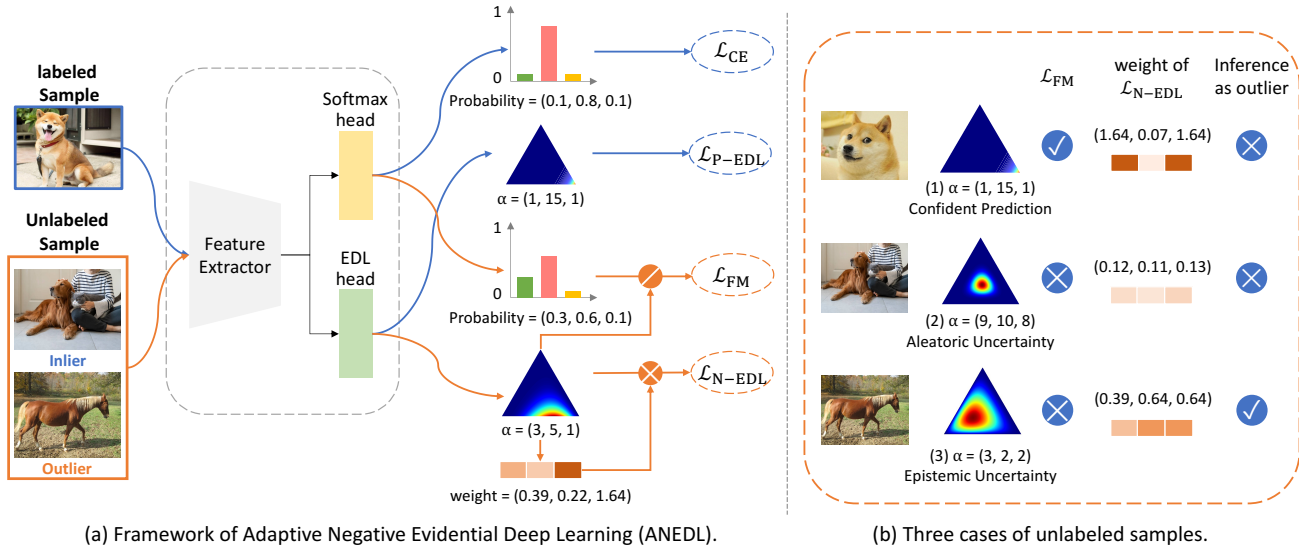 labeled
Sample
Unlabeled
Sample
Inlier
Outlier
Feature
Extractor
Softmax
head
EDL
head
1
0
Probability = (0.1, 0.8, 0.1)
α = (1, 15, 1)
1
0
Probability = (0.3, 0.6, 0.1)
α = (3, 5, 1)
weight = (0.39, 0.22, 1.64)
ℒCE
ℒP−EDL
ℒFM
ℒN−EDL
(a) Framework of Adaptive Negative Evidential Deep Learning (ANEDL).
ℒFM
weight of
ℒN−EDL
Inference
as outlier
(1) α = (1, 15, 1)
Confident Prediction
(1.64, 0.07, 1.64)
(2) α = (9, 10, 8)
Aleatoric Uncertainty
(0.12, 0.11, 0.13)
(3) α = (3, 2, 2)
Epistemic Uncertainty
(0.39, 0.64, 0.64)
(b) Three cases of unlabeled samples.